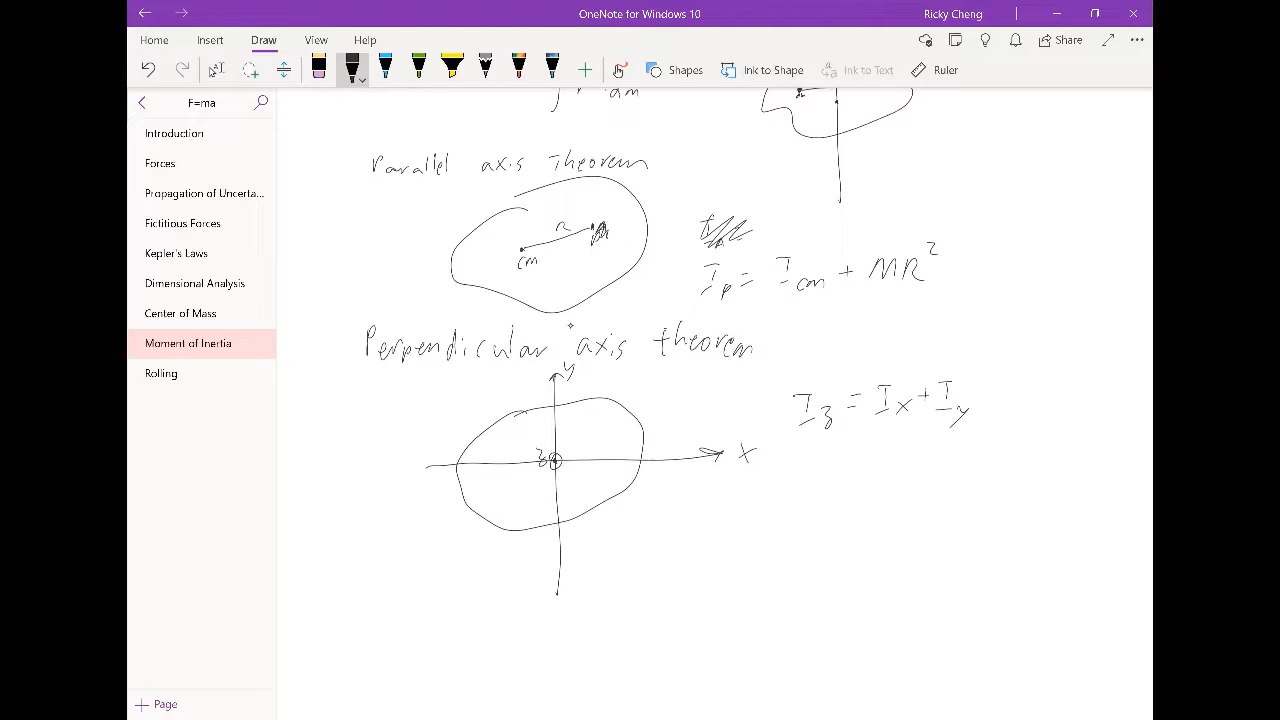 OneNote for Windows 10
Ricky Cheng
Home Insert Draw View Help
Share
Shapes Ink to Shape Ink to Text Ruler
F=ma
Introduction
Forces
Propagation of Uncerta...
Fictitious Forces
Kepler's Laws
Dimensional Analysis
Center of Mass
Moment of Inertia
Rolling
Page
dm
Parallel axis Theorem
R
cm
I_p = I_cm + MR²
Perpendicular axis theorem
y
I_z = I_x + I_y
z
x